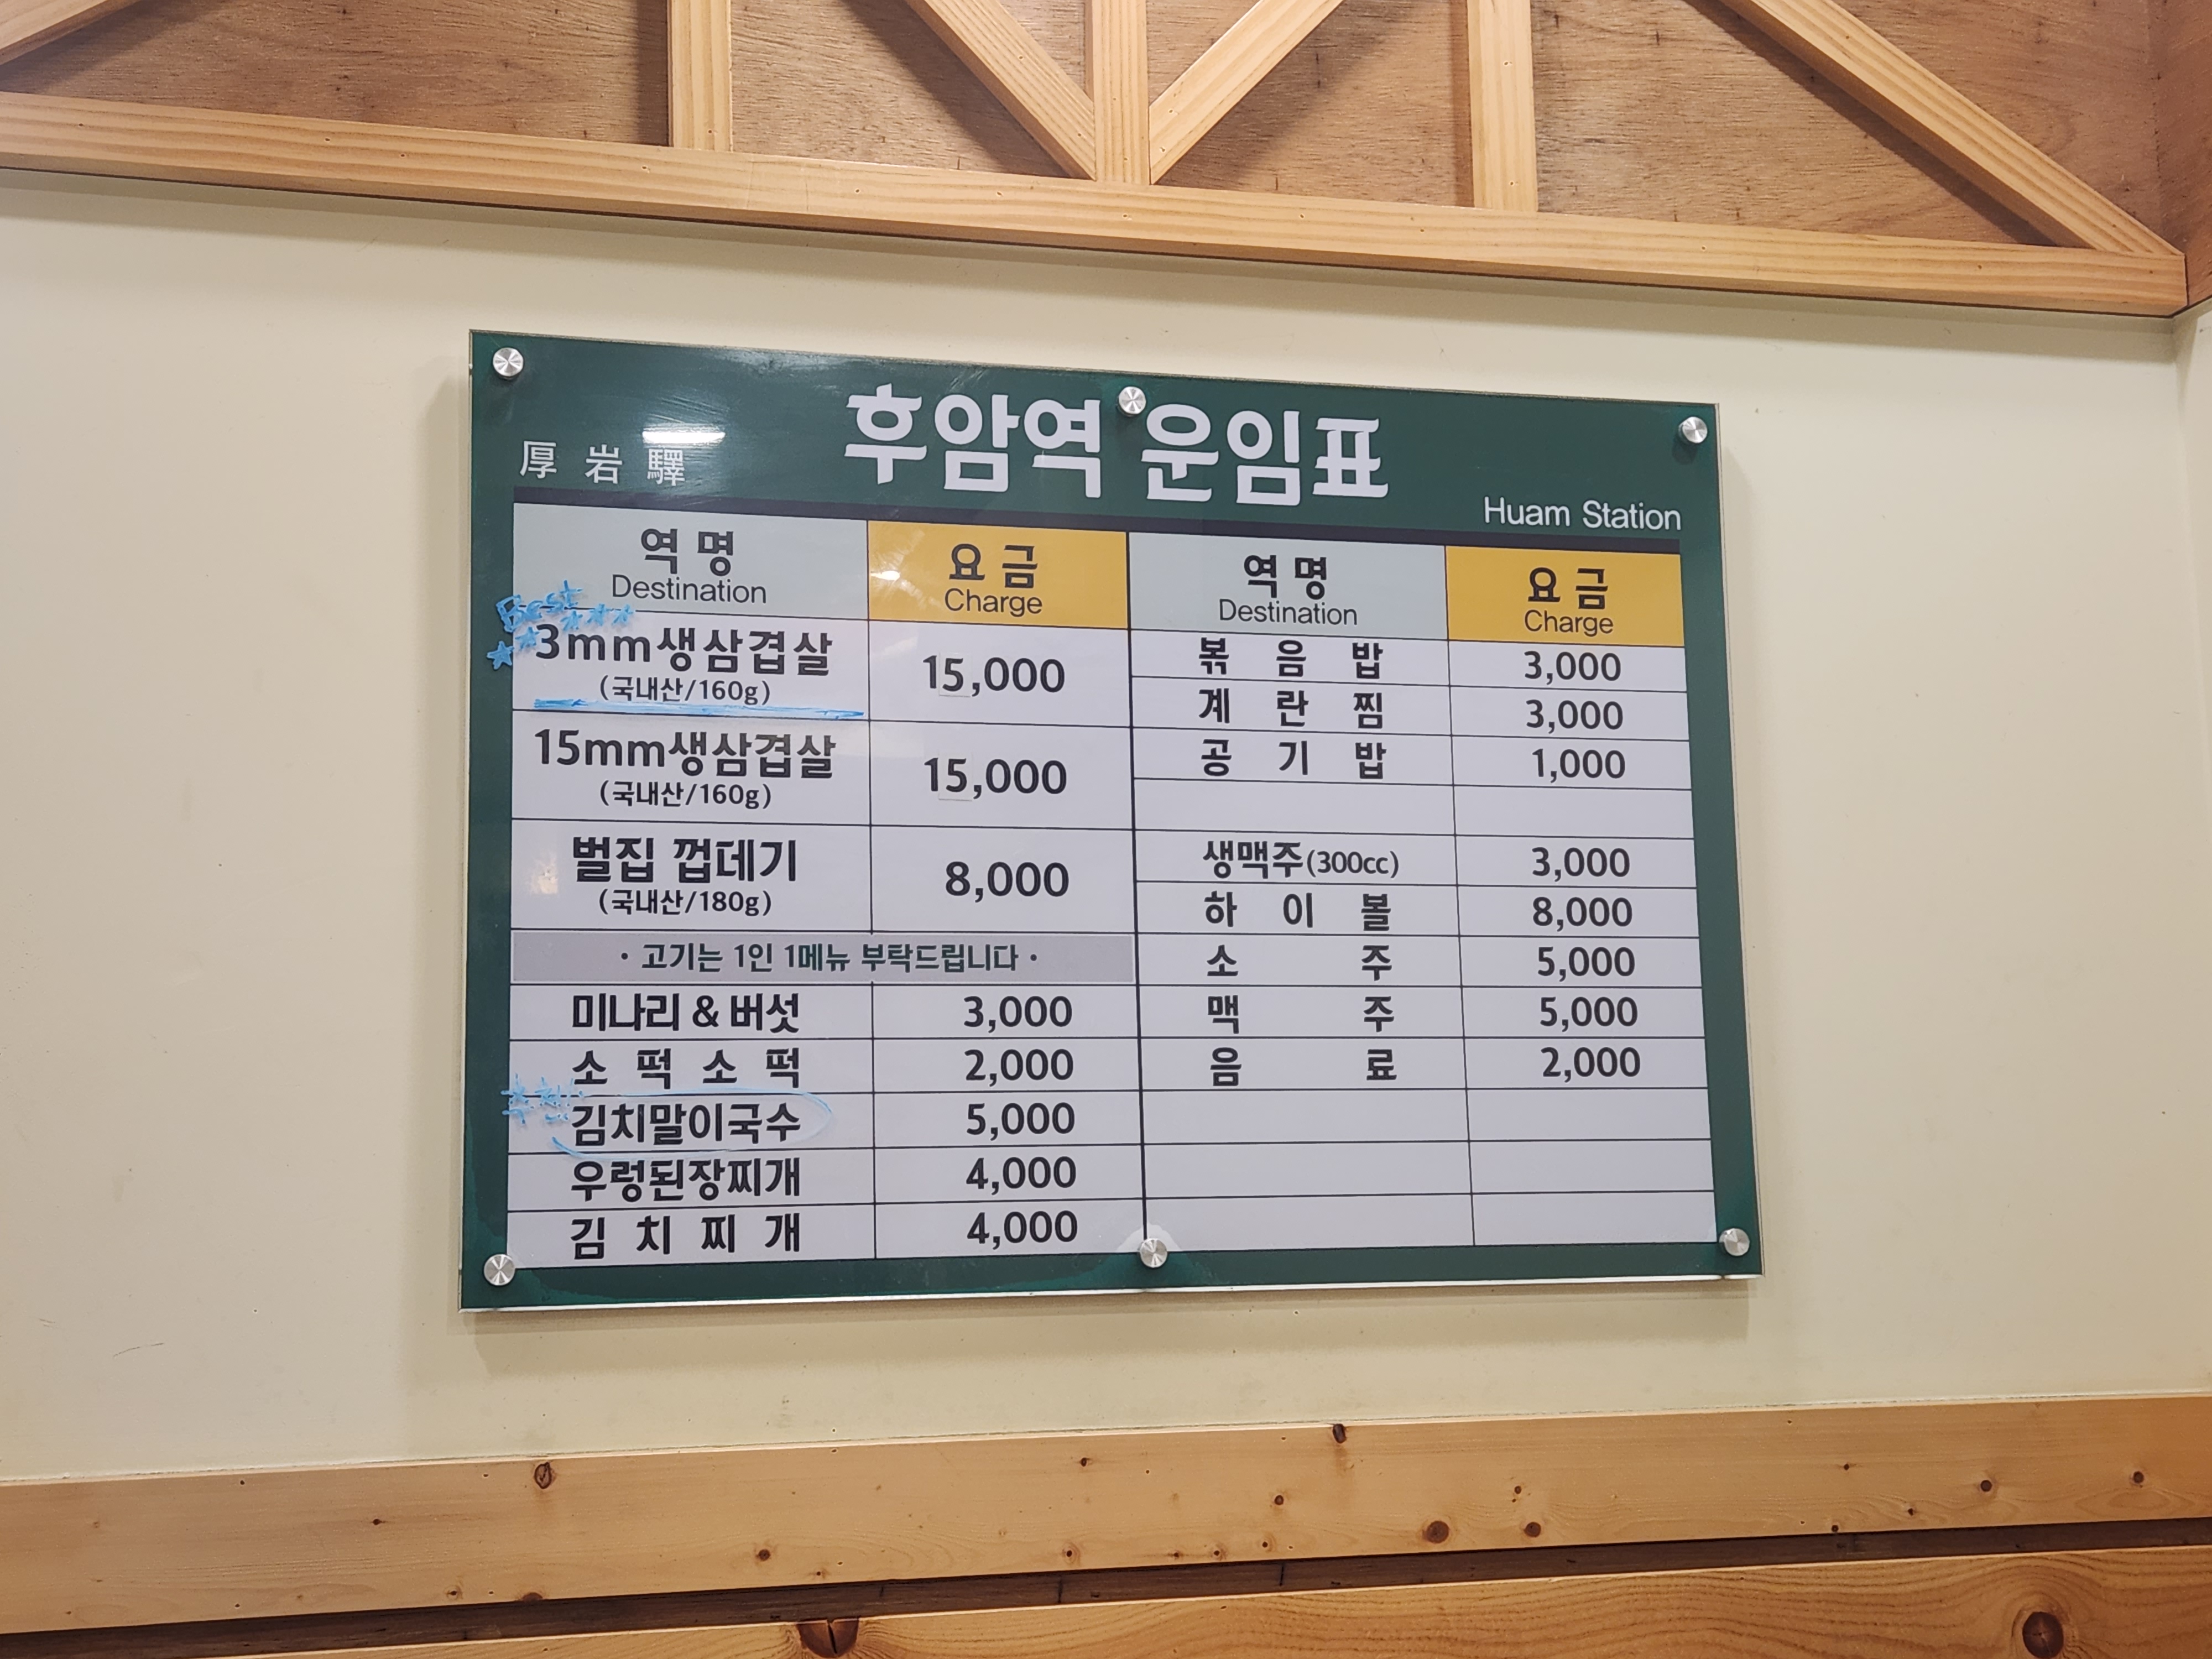 후암역 운임표
厚岩驛
Huam Station
역명 요금 역명 요금
Destination Charge Destination Charge
Best
3mm생삼겹살 15,000
(국내산/160g)
15mm생삼겹살 15,000
(국내산/160g)
벌집 껍데기 8,000
(국내산/180g)
· 고기는 1인 1메뉴 부탁드립니다 ·
미나리 & 버섯 3,000
소떡소떡 2,000
추천!
김치말이국수 5,000
우렁된장찌개 4,000
김치찌개 4,000
볶음밥 3,000
계란찜 3,000
공기밥 1,000
생맥주(300cc) 3,000
하이볼 8,000
소주 5,000
맥주 5,000
음료 2,000